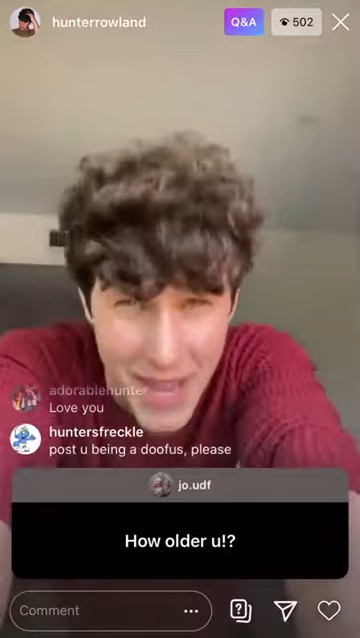 hunterrowland
Q&A
502
adorablehunter
Love you
huntersfreckle
post u being a doofus, please
jo.udf
How older u!?
Comment